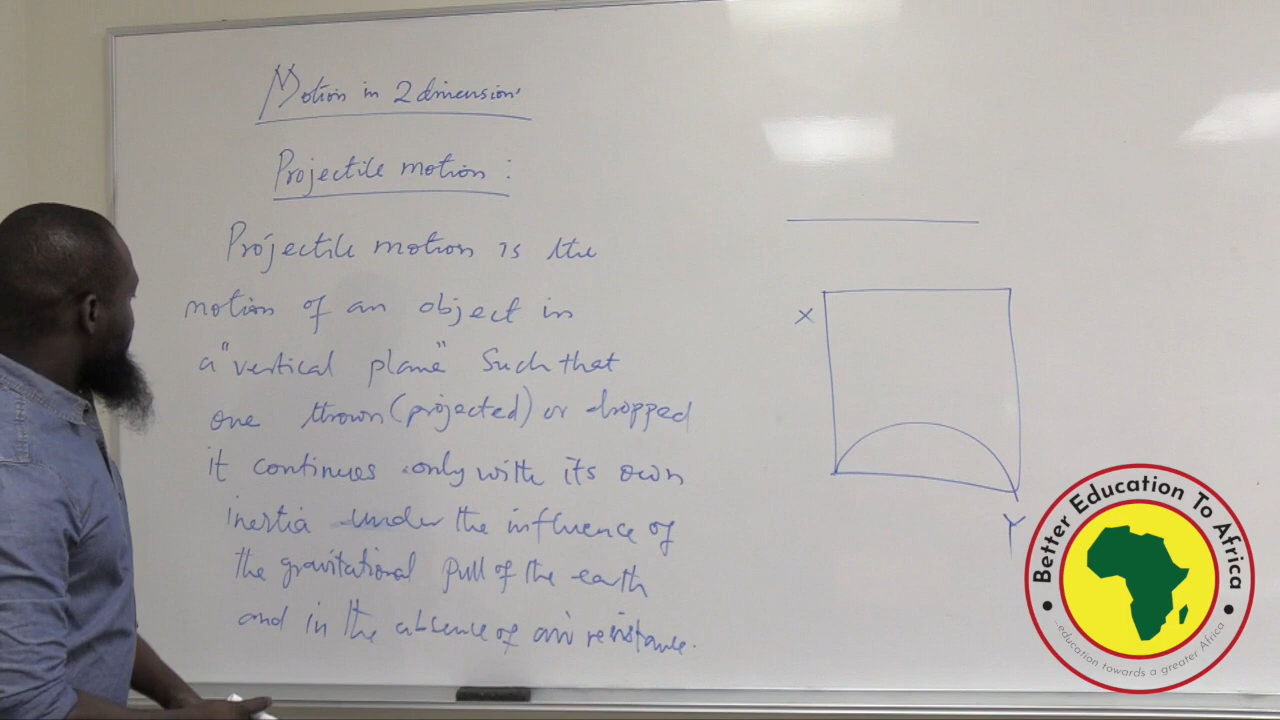 Motion in 2 dimension
Projectile motion :
Projectile motion is the
motion of an object in
a "vertical plane" such that
one thrown (projected) or dropped
it continues only with its own
inertia under the influence of
the gravitational pull of the earth
and in the absence of air resistance.
X
Y
Better Education To Africa
...education towards a greater Africa